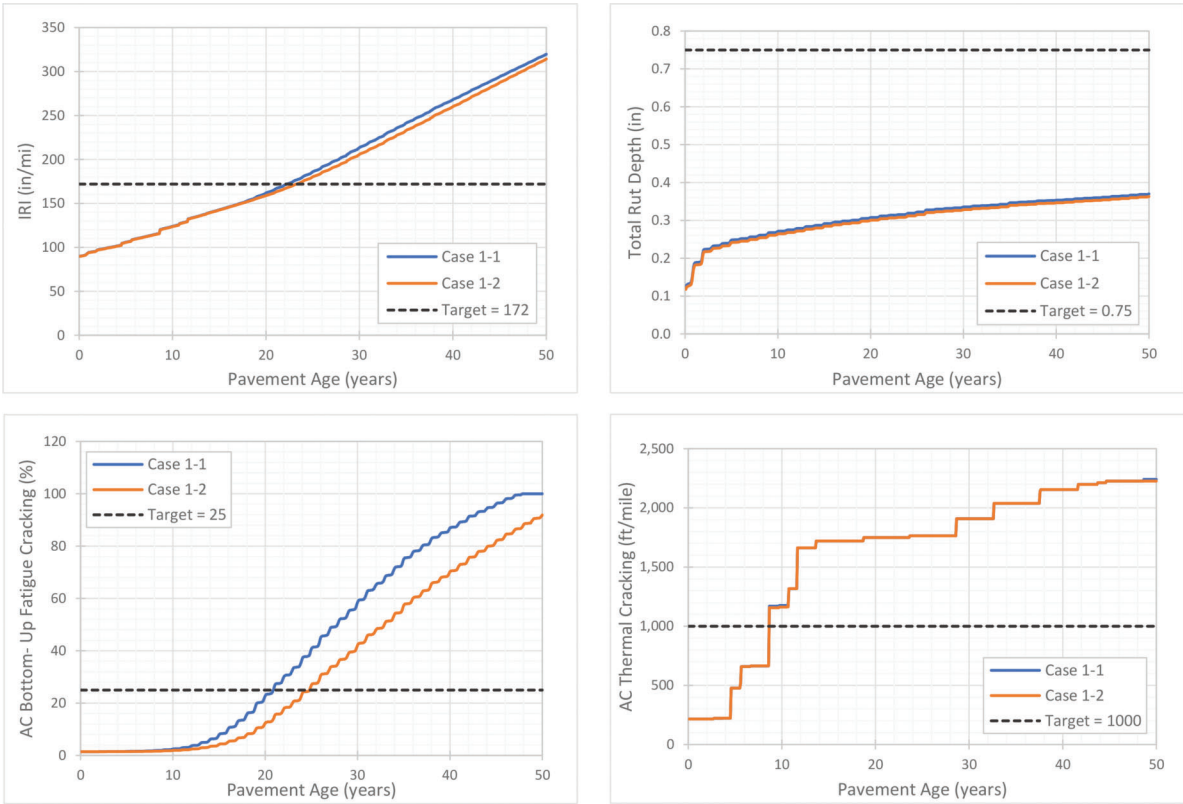 350
300
250
200
150
100
50
0
IRI (in/mi)
Case 1-1
Case 1-2
Target = 172
0 10 20 30 40 50
Pavement Age (years)
0.8
0.7
0.6
0.5
0.4
0.3
0.2
0.1
0.0
Total Rut Depth (in)
Case 1-1
Case 1-2
Target = 0.75
0 10 20 30 40 50
Pavement Age (years)
120
100
80
60
40
20
0
AC Bottom- Up Fatigue Cracking (%)
Case 1-1
Case 1-2
Target = 25
0 10 20 30 40 50
Pavement Age (years)
2,500
2,000
1,500
1,000
500
0
AC Thermal Cracking (ft/mile)
Case 1-1
Case 1-2
Target = 1000
0 10 20 30 40 50
Pavement Age (years)